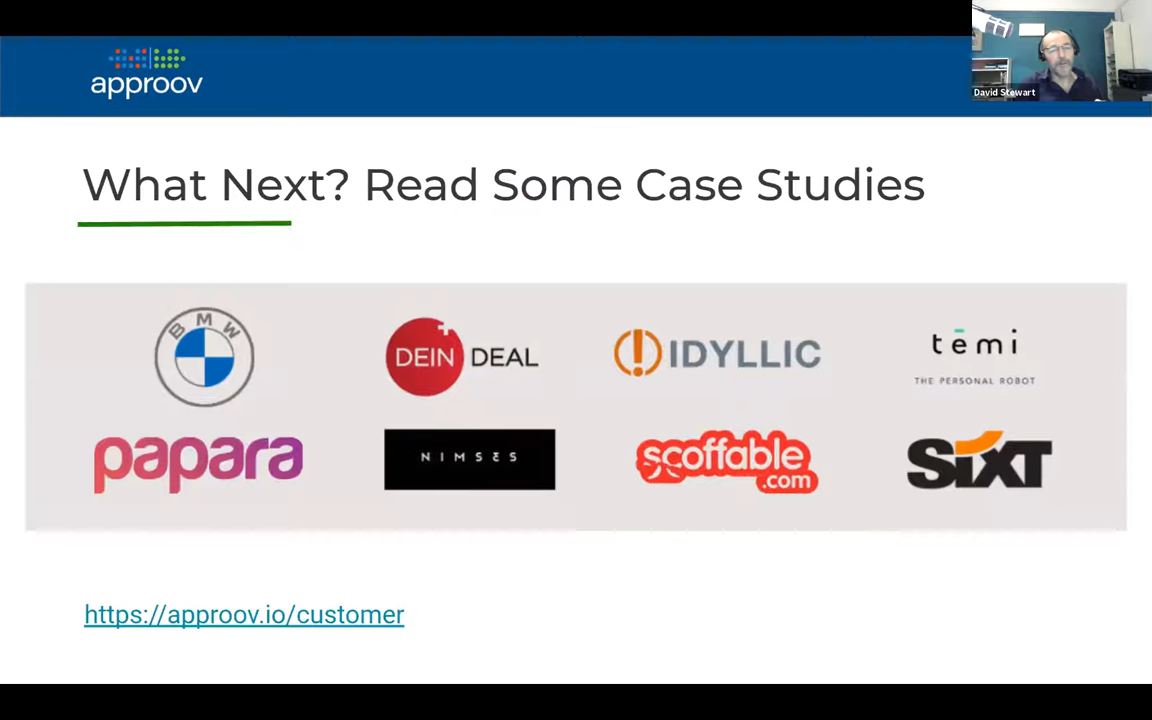 approov
David Stewart
What Next? Read Some Case Studies
BMW
DEIN DEAL
IDYLLIC
tēmi
THE PERSONAL ROBOT
papara
NIMSES
scoffable
.com
SIXT
https://approov.io/customer